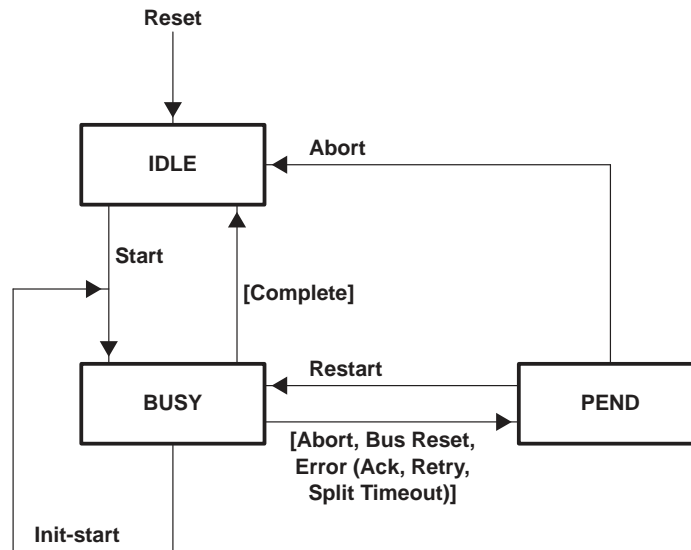 Reset
IDLE
Abort
Start
[Complete]
Restart
BUSY
PEND
[Abort, Bus Reset,
Error (Ack, Retry,
Split Timeout)]
Init-start